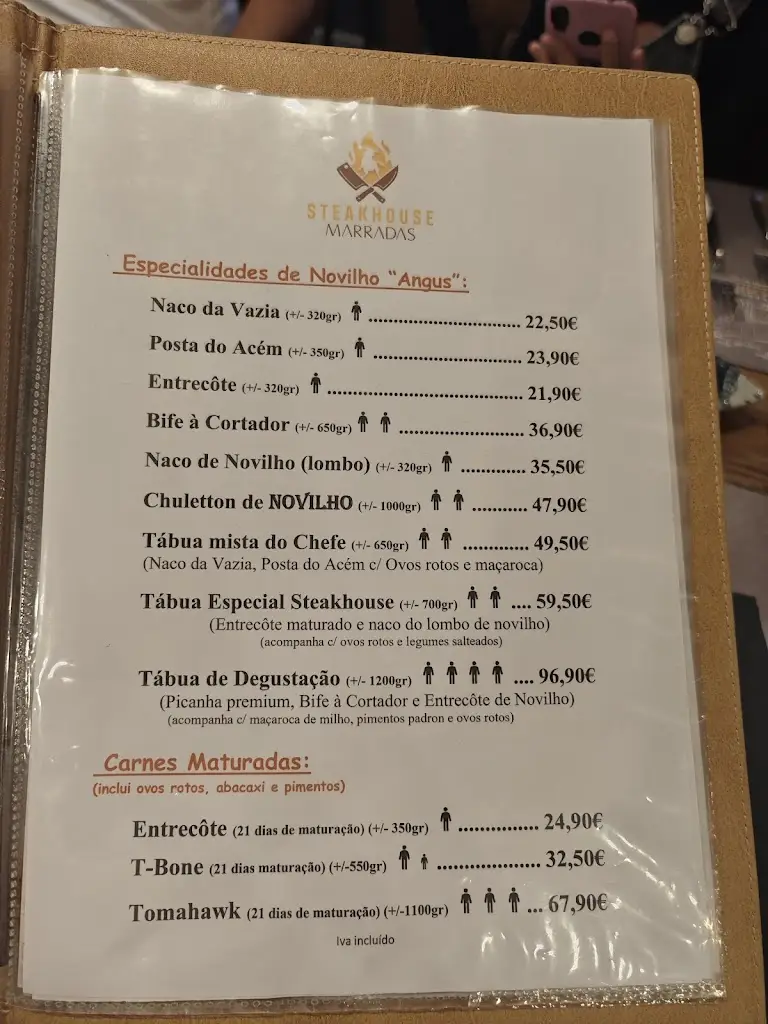 STEAKHOUSE
MARRADAS
Especialidades de Novilho “Angus”:
Naco da Vazia (+/- 320gr) .................................. 22,50€
Posta do Acém (+/- 350gr) ................................. 23,90€
Entrecôte (+/- 320gr) ........................................... 21,90€
Bife à Cortador (+/- 650gr) ........................... 36,90€
Naco de Novilho (lombo) (+/- 320gr) ............. 35,50€
Chuletton de NOVILHO (+/- 1000gr) ........... 47,90€
Tábua mista do Chefe (+/- 650gr) ............. 49,50€
(Naco da Vazia, Posta do Acém c/ Ovos rotos e maçaroca)
Tábua Especial Steakhouse (+/- 700gr) .... 59,50€
(Entrecôte maturado e naco do lombo de novilho)
(acompanha c/ ovos rotos e legumes salteados)
Tábua de Degustação (+/- 1200gr) .... 96,90€
(Picanha premium, Bife à Cortador e Entrecôte de Novilho)
(acompanha c/ maçaroca de milho, pimentos padron e ovos rotos)
Carnes Maturadas:
(inclui ovos rotos, abacaxi e pimentos)
Entrecôte (21 dias de maturação) (+/- 350gr) ................ 24,90€
T-Bone (21 dias maturação) (+/-550gr) ..................... 32,50€
Tomahawk (21 dias de maturação) (+/-1100gr) ... 67,90€
Iva incluído